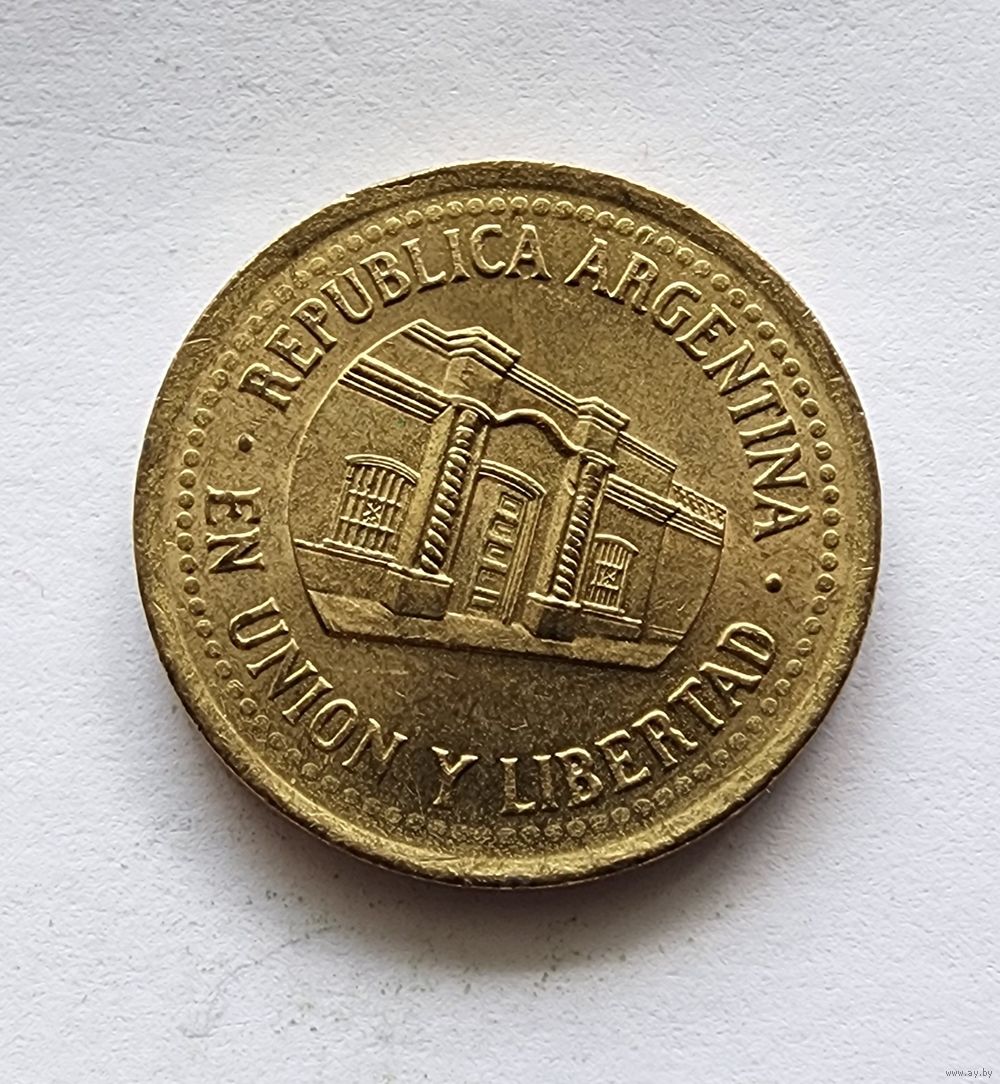 · REPUBLICA ARGENTINA ·
EN UNION Y LIBERTAD
www.ay.by